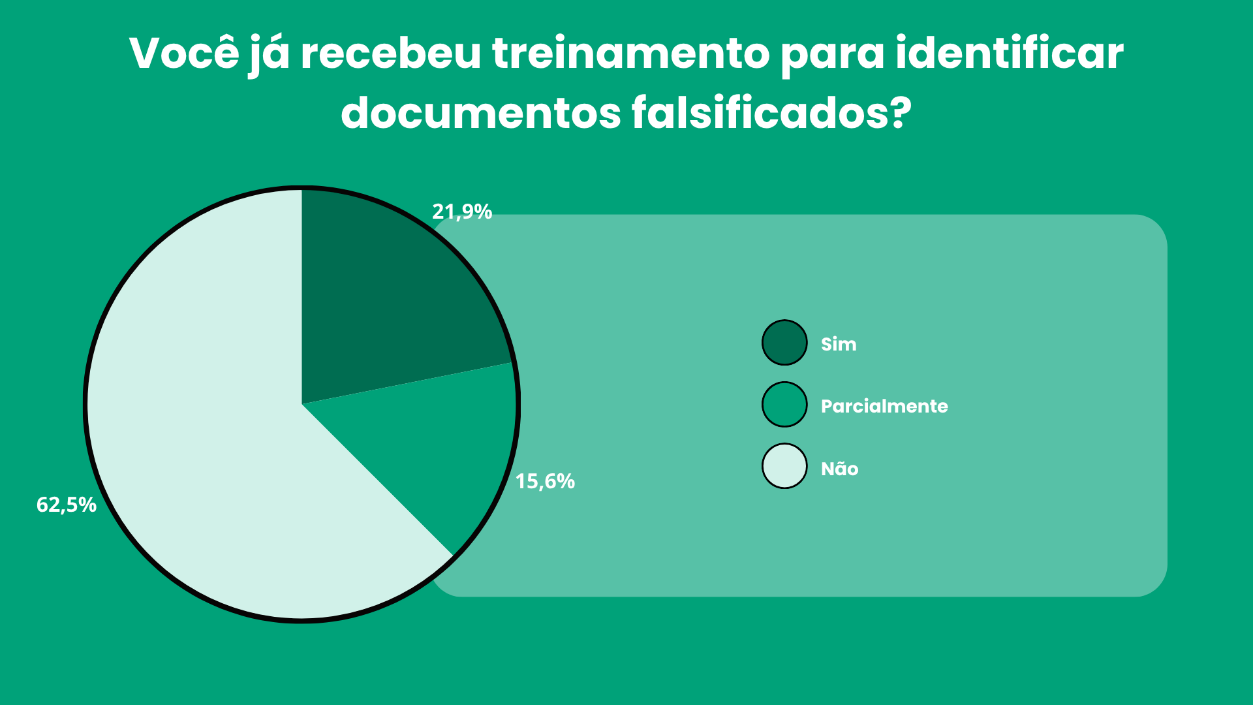 Você já recebeu treinamento para identificar
documentos falsificados?
21,9%
Sim
Parcialmente
Não
15,6%
62,5%